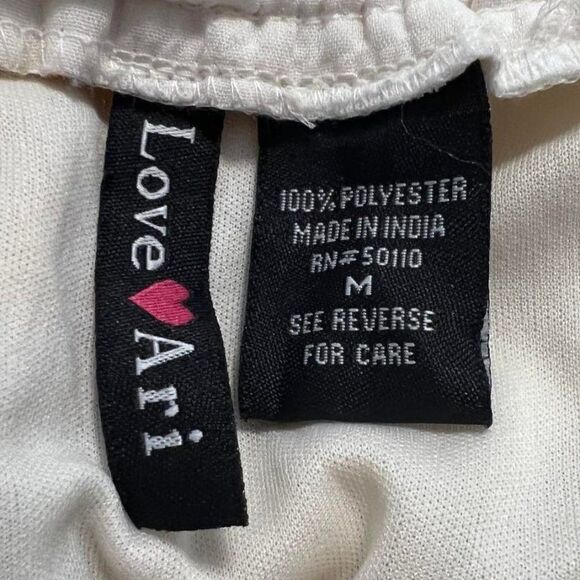 Love Ari
100% POLYESTER
MADE IN INDIA
RN#50110
M
SEE REVERSE
FOR CARE